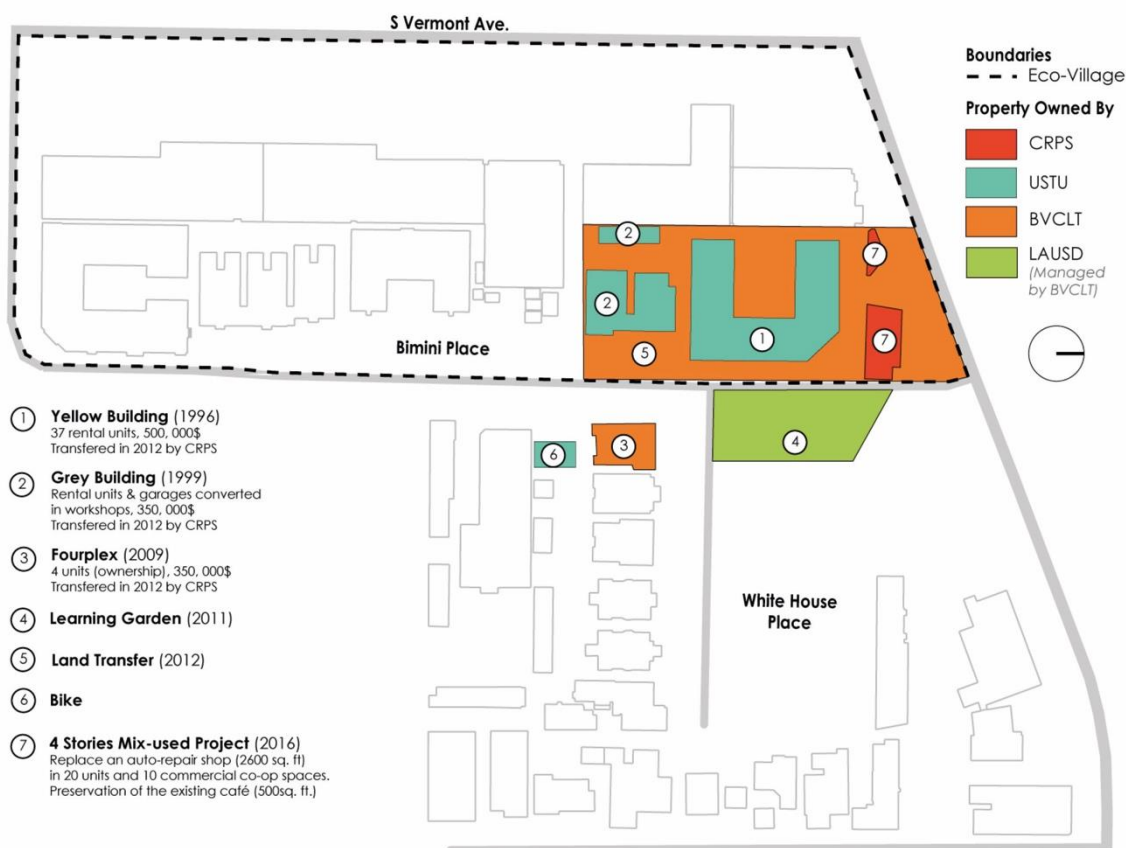 S Vermont Ave.
Boundaries
Eco-Village
Property Owned By
CRPS
USTU
BVCLT
LAUSD
(Managed
by BVCLT)
2
7
2
1
7
5
Bimini Place
6
3
4
White House
Place
1 Yellow Building (1996)
37 rental units, 500, 000$
Transfered in 2012 by CRPS
2 Grey Building (1999)
Rental units & garages converted
in workshops, 350, 000$
Transfered in 2012 by CRPS
3 Fourplex (2009)
4 units (ownership), 350, 000$
Transfered in 2012 by CRPS
4 Learning Garden (2011)
5 Land Transfer (2012)
6 Bike
7 4 Stories Mix-used Project (2016)
Replace an auto-repair shop (2600 sq. ft)
in 20 units and 10 commercial co-op spaces.
Preservation of the existing café (500sq. ft.)